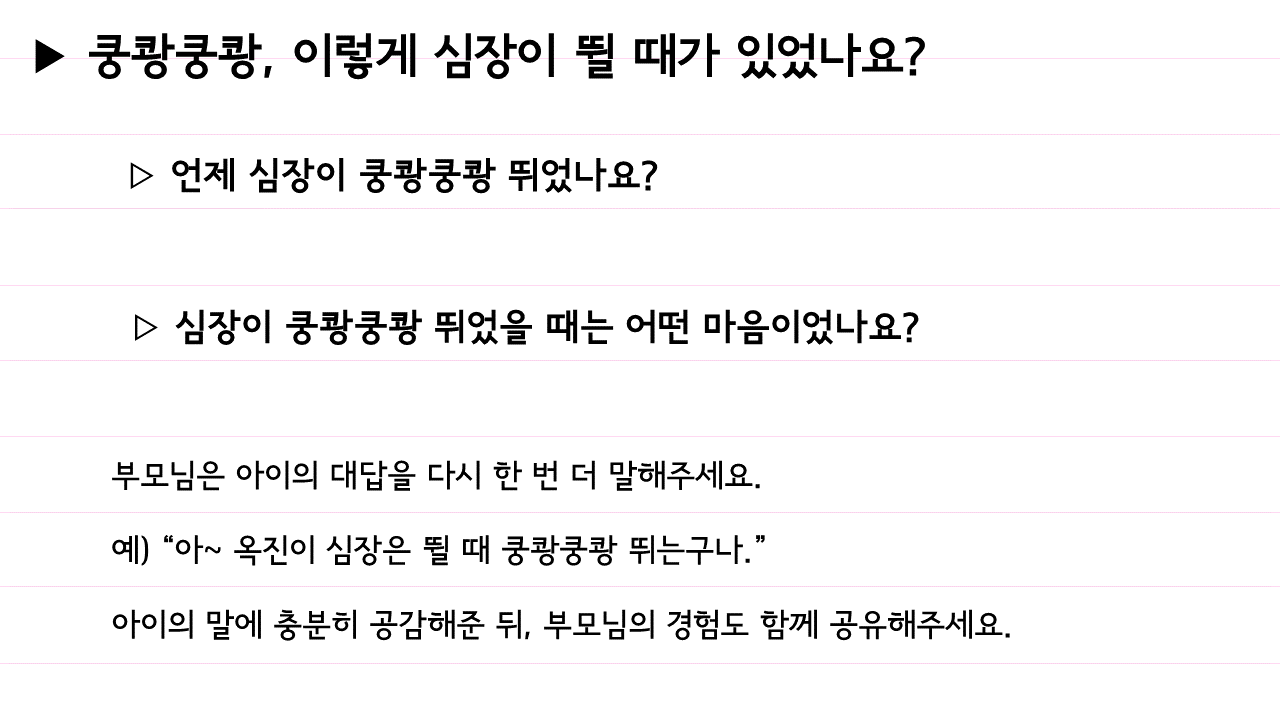 ▶ 쿵쾅쿵쾅, 이렇게 심장이 뛸 때가 있었나요?
▷ 언제 심장이 쿵쾅쿵쾅 뛰었나요?
▷ 심장이 쿵쾅쿵쾅 뛰었을 때는 어떤 마음이었나요?
부모님은 아이의 대답을 다시 한 번 더 말해주세요.
예) “아~ 옥진이 심장은 뛸 때 쿵쾅쿵쾅 뛰는구나.”
아이의 말에 충분히 공감해준 뒤, 부모님의 경험도 함께 공유해주세요.